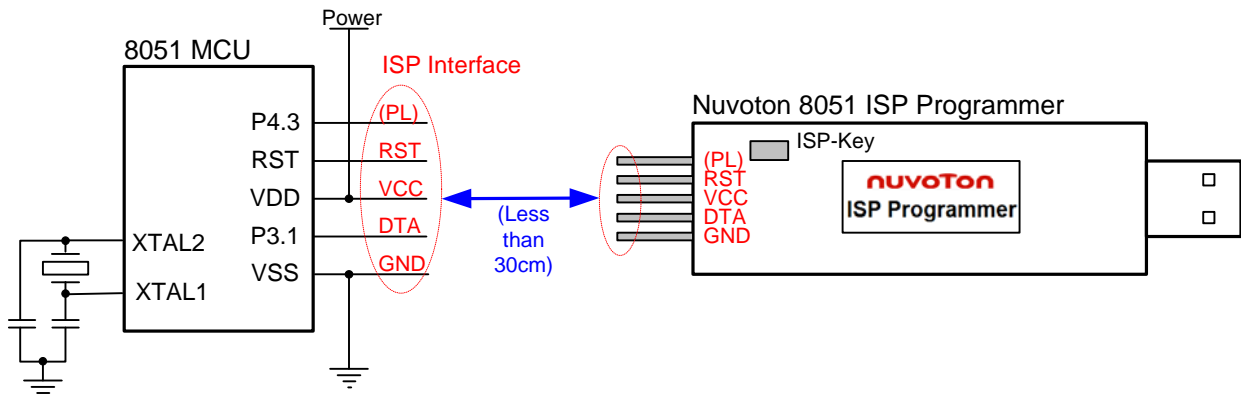 Power
8051 MCU
ISP Interface
P4.3
(PL)
RST
RST
VDD
VCC
P3.1
DTA
VSS
GND
XTAL2
XTAL1
(Less
than
30cm)
Nuvoton 8051 ISP Programmer
ISP-Key
(PL)
RST
VCC
DTA
GND
nuvoTon
ISP Programmer